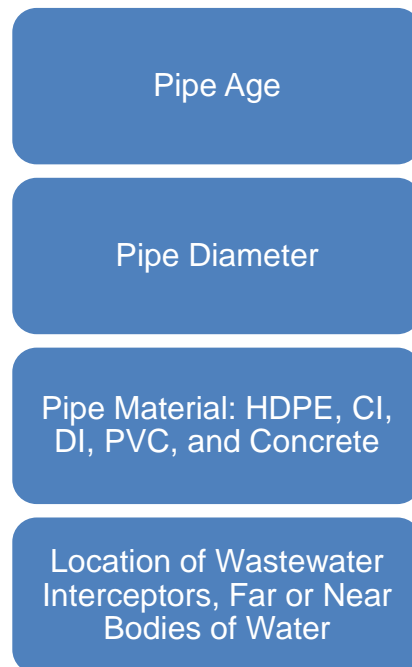 Pipe Age
Pipe Diameter
Pipe Material: HDPE, CI,
DI, PVC, and Concrete
Location of Wastewater
Interceptors, Far or Near
Bodies of Water